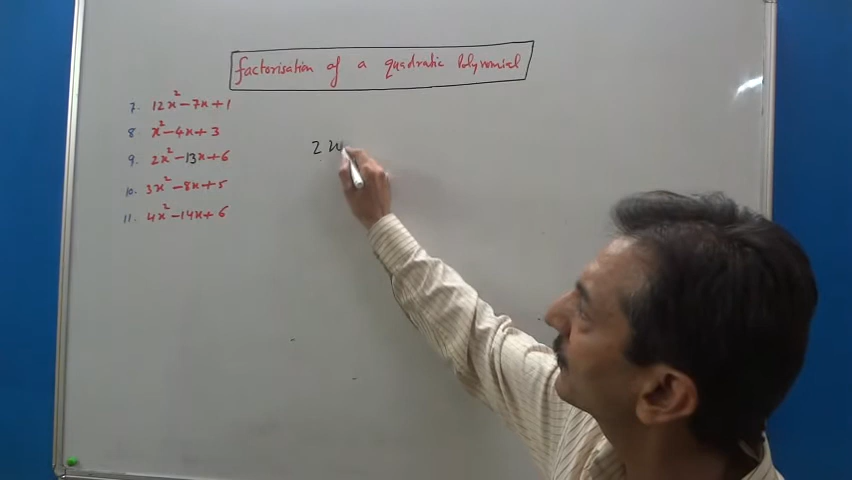 factorisation of a quadratic Polynomial
7. 12x² - 7x + 1
8 x² - 4x + 3
9. 2x² - 13x + 6
10. 3x² - 8x + 5
11. 4x² - 14x + 6
2x